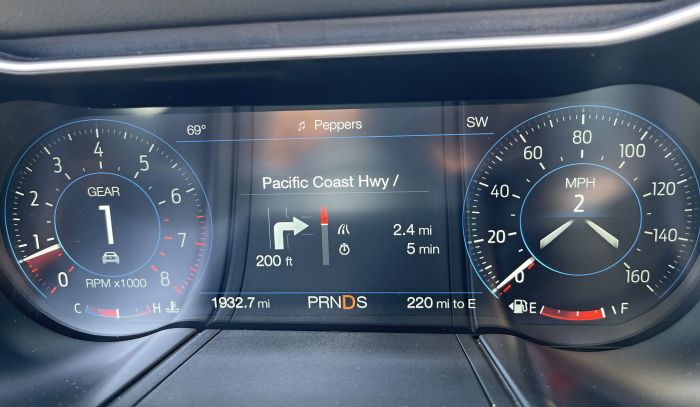 69° ♫ Peppers SW
Pacific Coast Hwy /
200 ft
2.4 mi
5 min
1932.7 mi PRNDS 220 mi to E
GEAR
1
RPM x1000
0 1 2 3 4 5 6 7 8
C H
MPH
2
0 20 40 60 80 100 120 140 160
E F